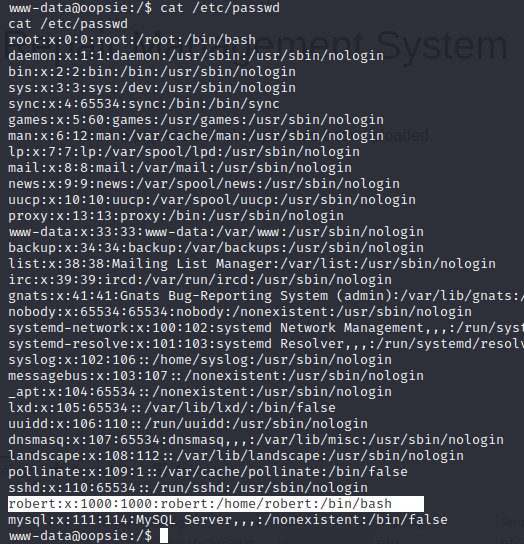 www-data@oopsie:/$ cat /etc/passwd
cat /etc/passwd
root:x:0:0:root:/root:/bin/bash
daemon:x:1:1:daemon:/usr/sbin:/usr/sbin/nologin
bin:x:2:2:bin:/bin:/usr/sbin/nologin
sys:x:3:3:sys:/dev:/usr/sbin/nologin
sync:x:4:65534:sync:/bin:/bin/sync
games:x:5:60:games:/usr/games:/usr/sbin/nologin
man:x:6:12:man:/var/cache/man:/usr/sbin/nologin
lp:x:7:7:lp:/var/spool/lpd:/usr/sbin/nologin
mail:x:8:8:mail:/var/mail:/usr/sbin/nologin
news:x:9:9:news:/var/spool/news:/usr/sbin/nologin
uucp:x:10:10:uucp:/var/spool/uucp:/usr/sbin/nologin
proxy:x:13:13:proxy:/bin:/usr/sbin/nologin
www-data:x:33:33:www-data:/var/www:/usr/sbin/nologin
backup:x:34:34:backup:/var/backups:/usr/sbin/nologin
list:x:38:38:Mailing List Manager:/var/list:/usr/sbin/nologin
irc:x:39:39:ircd:/var/run/ircd:/usr/sbin/nologin
gnats:x:41:41:Gnats Bug-Reporting System (admin):/var/lib/gnats:/
nobody:x:65534:65534:nobody:/nonexistent:/usr/sbin/nologin
systemd-network:x:100:102:systemd Network Management,,,:/run/syst
systemd-resolve:x:101:103:systemd Resolver,,,:/run/systemd/resolv
syslog:x:102:106::/home/syslog:/usr/sbin/nologin
messagebus:x:103:107::/nonexistent:/usr/sbin/nologin
_apt:x:104:65534::/nonexistent:/usr/sbin/nologin
lxd:x:105:65534::/var/lib/lxd/:/bin/false
uuidd:x:106:110::/run/uuidd:/usr/sbin/nologin
dnsmasq:x:107:65534:dnsmasq,,,:/var/lib/misc:/usr/sbin/nologin
landscape:x:108:112::/var/lib/landscape:/usr/sbin/nologin
pollinate:x:109:1::/var/cache/pollinate:/bin/false
sshd:x:110:65534::/run/sshd:/usr/sbin/nologin
robert:x:1000:1000:robert:/home/robert:/bin/bash
mysql:x:111:114:MySQL Server,,,:/nonexistent:/bin/false
www-data@oopsie:/$
Repair Management System